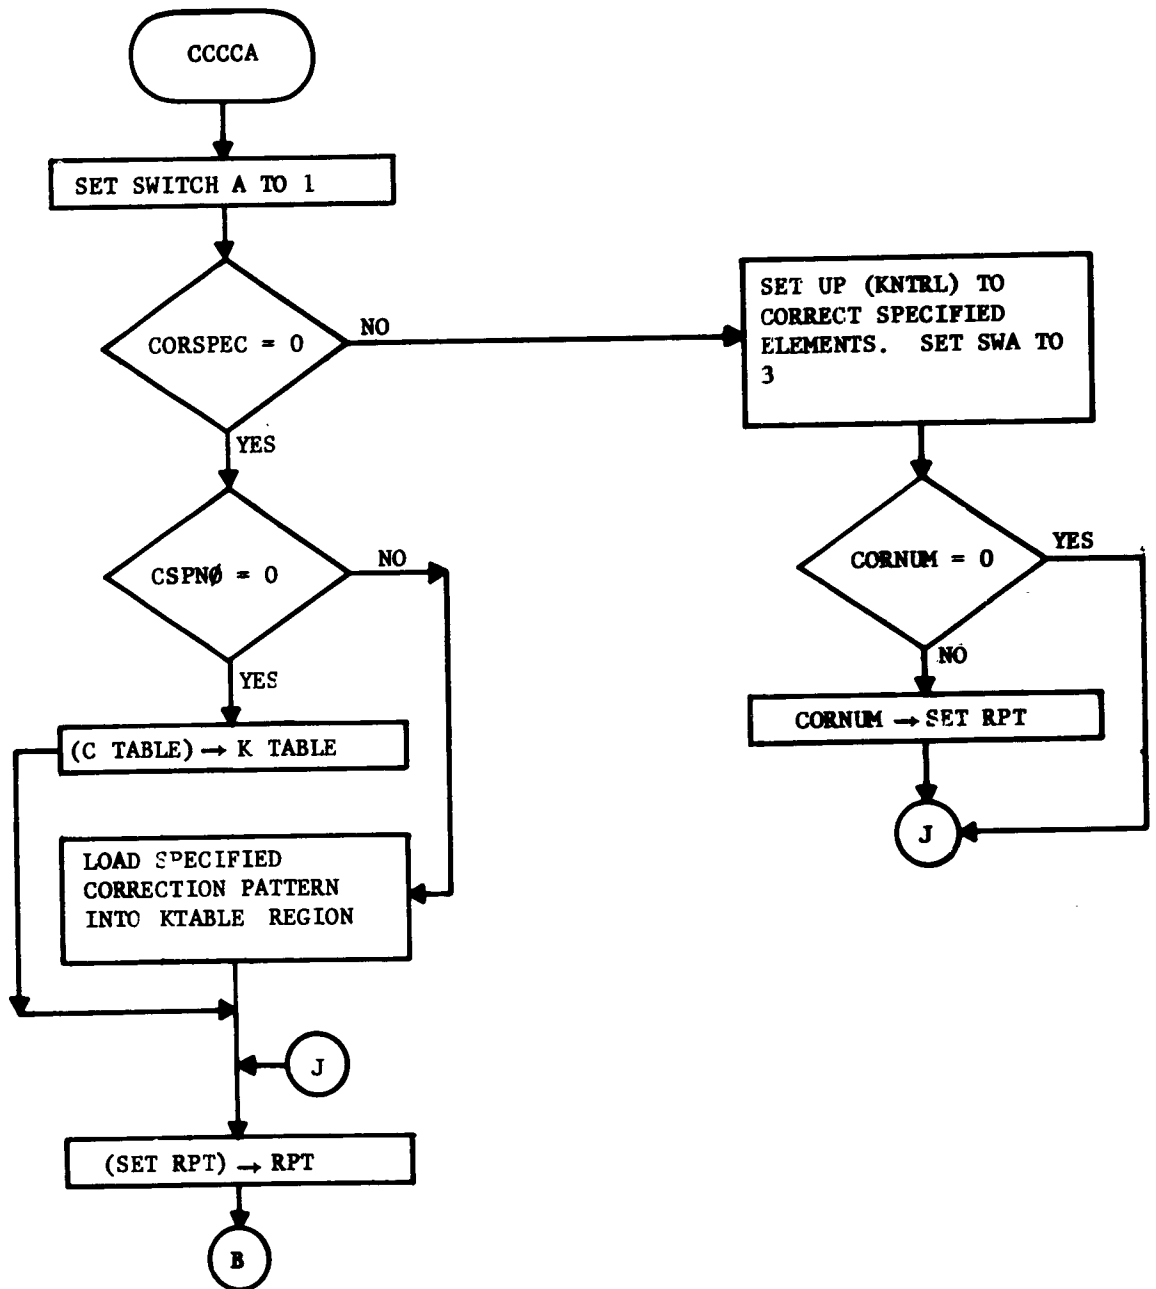 CCCCA
SET SWITCH A TO 1
CORSPEC = 0
NO
YES
CSPNØ = 0
NO
YES
(C TABLE) → K TABLE
LOAD SPECIFIED
CORRECTION PATTERN
INTO KTABLE REGION
J
(SET RPT) → RPT
B
SET UP (KNTRL) TO
CORRECT SPECIFIED
ELEMENTS. SET SWA TO
3
CORNUM = 0
YES
NO
CORNUM → SET RPT
J